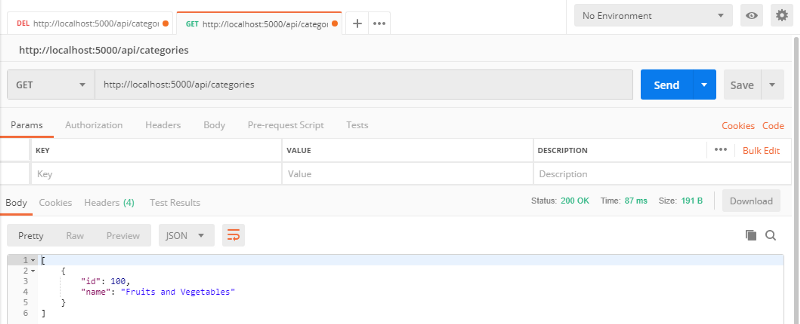 DEL http://localhost:5000/api/categor GET http://localhost:5000/api/categor + ••• No Environment
http://localhost:5000/api/categories
GET http://localhost:5000/api/categories Send Save
Params Authorization Headers Body Pre-request Script Tests Cookies Code
KEY VALUE DESCRIPTION ••• Bulk Edit
Key Value Description
Body Cookies Headers (4) Test Results Status: 200 OK Time: 87 ms Size: 191 B Download
Pretty Raw Preview JSON
1 [
2 {
3 "id": 100,
4 "name": "Fruits and Vegetables"
5 }
6 ]